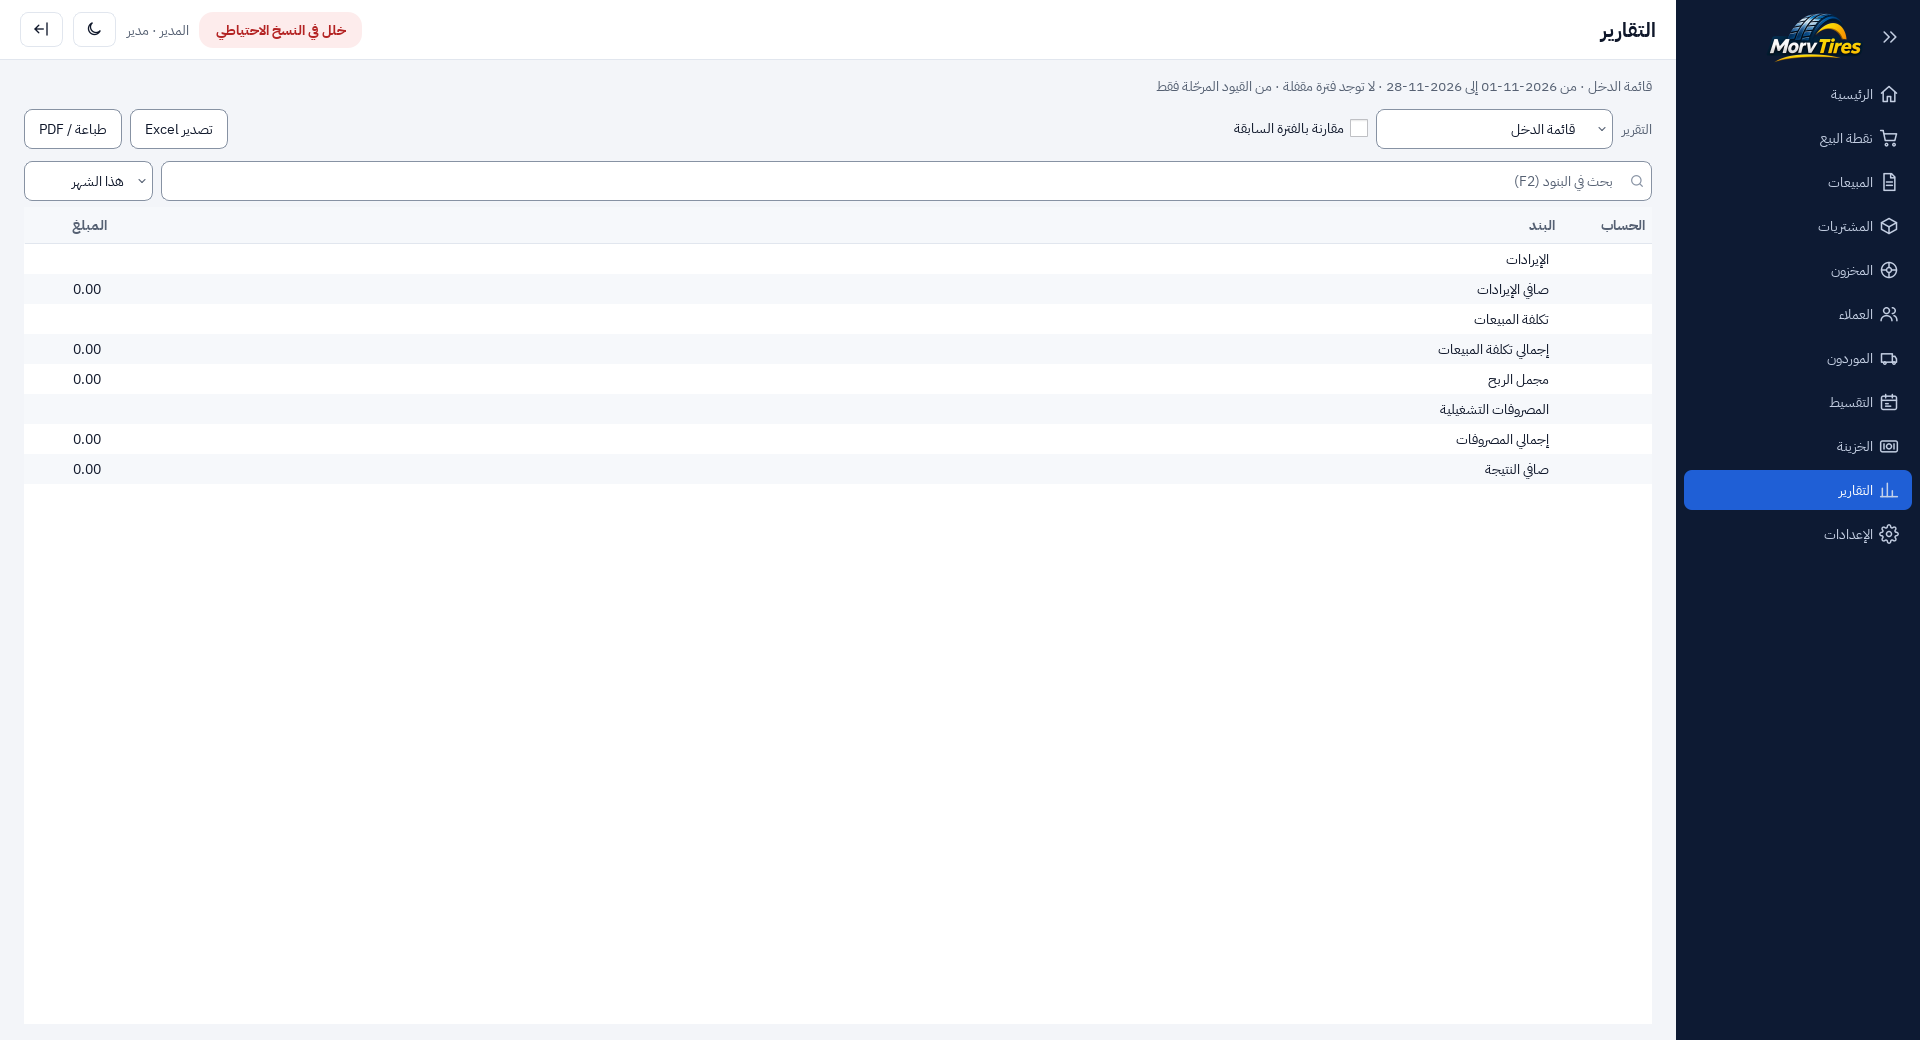 MorvTires
الرئيسية
نقطة البيع
المبيعات
المشتريات
المخزون
العملاء
الموردون
التقسيط
الخزينة
التقارير
الإعدادات
التقارير
خلل في النسخ الاحتياطي
المدير · مدير
قائمة الدخل · من 2026-11-01 إلى 2026-11-28 · لا توجد فترة مقفلة · من القيود المرحّلة فقط
التقرير
قائمة الدخل
مقارنة بالفترة السابقة
تصدير Excel
طباعة / PDF
بحث في البنود (F2)
هذا الشهر
الحساب البند المبلغ
الإيرادات
صافي الإيرادات 0.00
تكلفة المبيعات
إجمالي تكلفة المبيعات 0.00
مجمل الربح 0.00
المصروفات التشغيلية
إجمالي المصروفات 0.00
صافي النتيجة 0.00